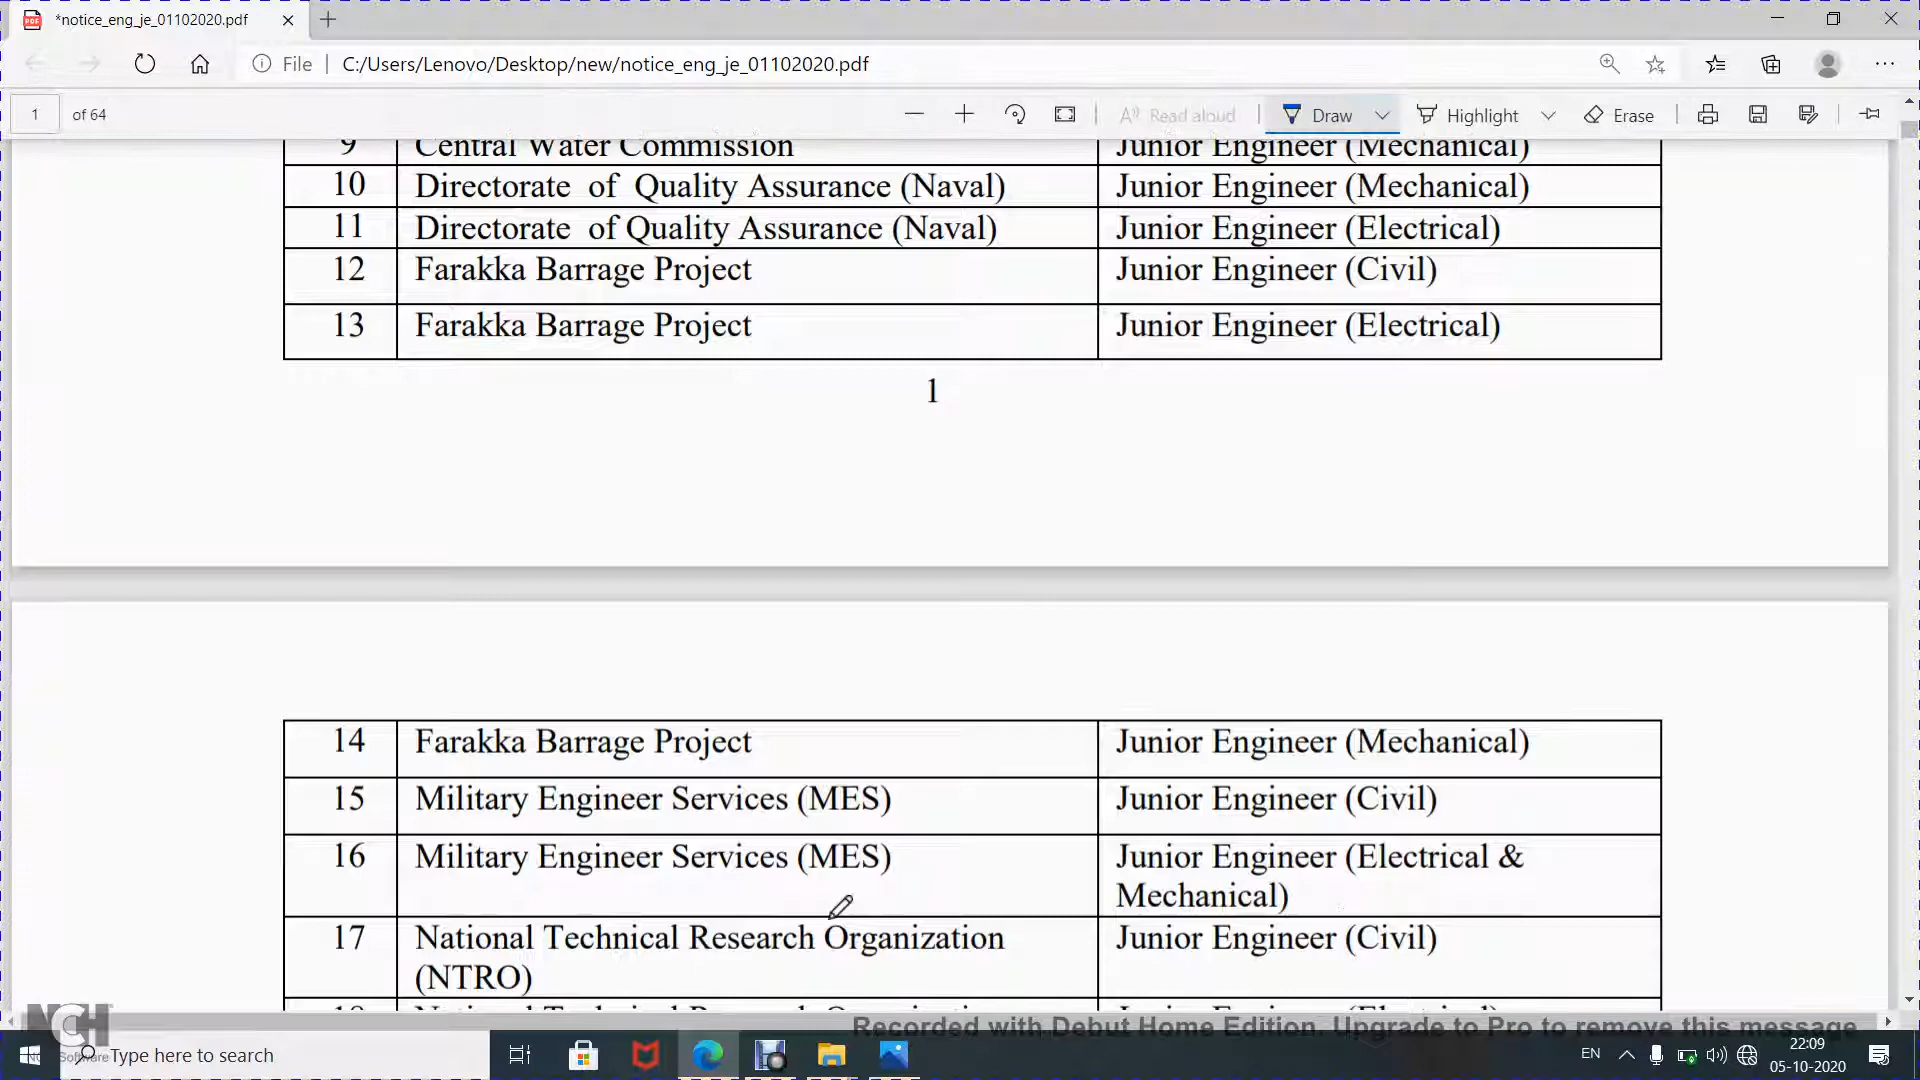 *notice_eng_je_01102020.pdf
File
C:/Users/Lenovo/Desktop/new/notice_eng_je_01102020.pdf
1 of 64
Read aloud
Draw
Highlight
Erase
9 Central Water Commission Junior Engineer (Mechanical)
10 Directorate of Quality Assurance (Naval) Junior Engineer (Mechanical)
11 Directorate of Quality Assurance (Naval) Junior Engineer (Electrical)
12 Farakka Barrage Project Junior Engineer (Civil)
13 Farakka Barrage Project Junior Engineer (Electrical)
1
14 Farakka Barrage Project Junior Engineer (Mechanical)
15 Military Engineer Services (MES) Junior Engineer (Civil)
16 Military Engineer Services (MES) Junior Engineer (Electrical &
Mechanical)
17 National Technical Research Organization Junior Engineer (Civil)
(NTRO)
NCH
Software
Recorded with Debut Home Edition. Upgrade to Pro to remove this message
Type here to search
EN
22:09
05-10-2020